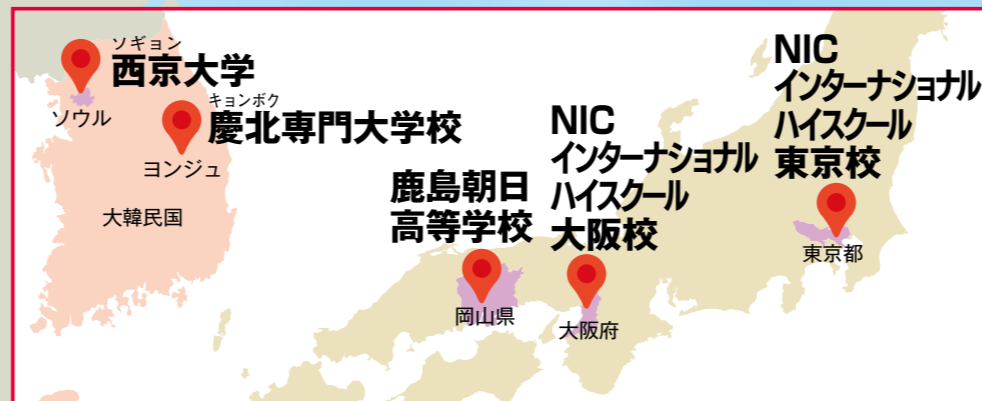 ソギョン
西京大学
ソウル
キョンボク
慶北専門大学校
ヨンジュ
大韓民国
鹿島朝日
高等学校
岡山県
NIC
インターナショナル
ハイスクール
大阪校
大阪府
NIC
インターナショナル
ハイスクール
東京校
東京都